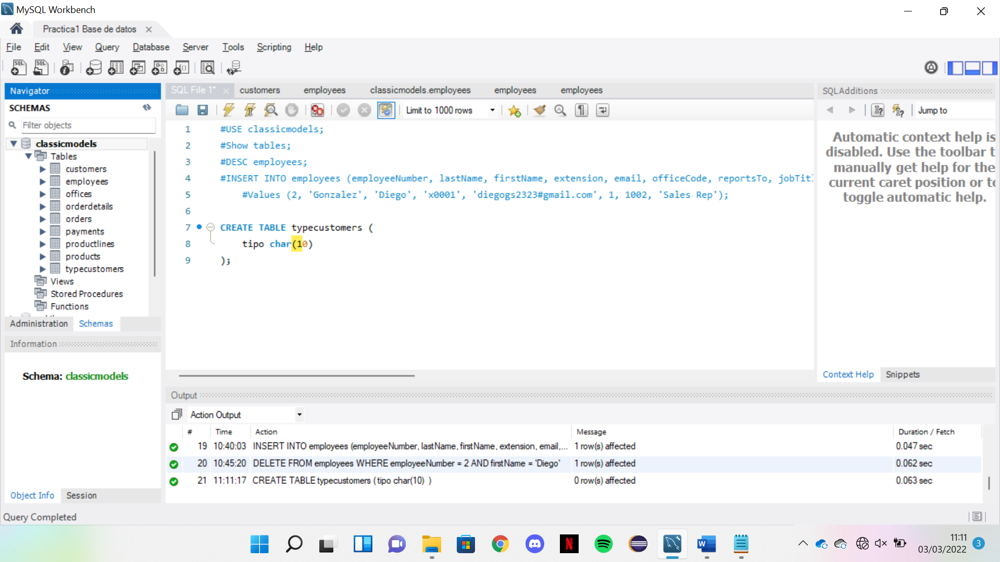 MySQL Workbench
Practica1 Base de datos
File Edit View Query Database Server Tools Scripting Help
Navigator
SCHEMAS
Filter objects
classicmodels
Tables
customers
employees
offices
orderdetails
orders
payments
productlines
products
typecustomers
Views
Stored Procedures
Functions
Administration Schemas
Information
Schema: classicmodels
Object Info Session
SQL File 1* customers employees classicmodels.employees employees employees
Limit to 1000 rows
1 #USE classicmodels;
2 #Show tables;
3 #DESC employees;
4 #INSERT INTO employees (employeeNumber, lastName, firstName, extension, email, officeCode, reportsTo, jobTitl
5 #Values (2, 'Gonzalez', 'Diego', 'x0001', 'diegogs2323#gmail.com', 1, 1002, 'Sales Rep');
6
7 CREATE TABLE typecustomers (
8 tipo char(10)
9 );
SQLAdditions
Jump to
Automatic context help is
disabled. Use the toolbar t
manually get help for the
current caret position or to
toggle automatic help.
Context Help Snippets
Output
Action Output
# Time Action Message Duration / Fetch
19 10:40:03 INSERT INTO employees (employeeNumber, lastName, firstName, extension, email,... 1 row(s) affected 0.047 sec
20 10:45:20 DELETE FROM employees WHERE employeeNumber = 2 AND firstName = 'Diego' 1 row(s) affected 0.062 sec
21 11:11:17 CREATE TABLE typecustomers ( tipo char(10) ) 0 row(s) affected 0.063 sec
Query Completed
11:11
03/03/2022
3